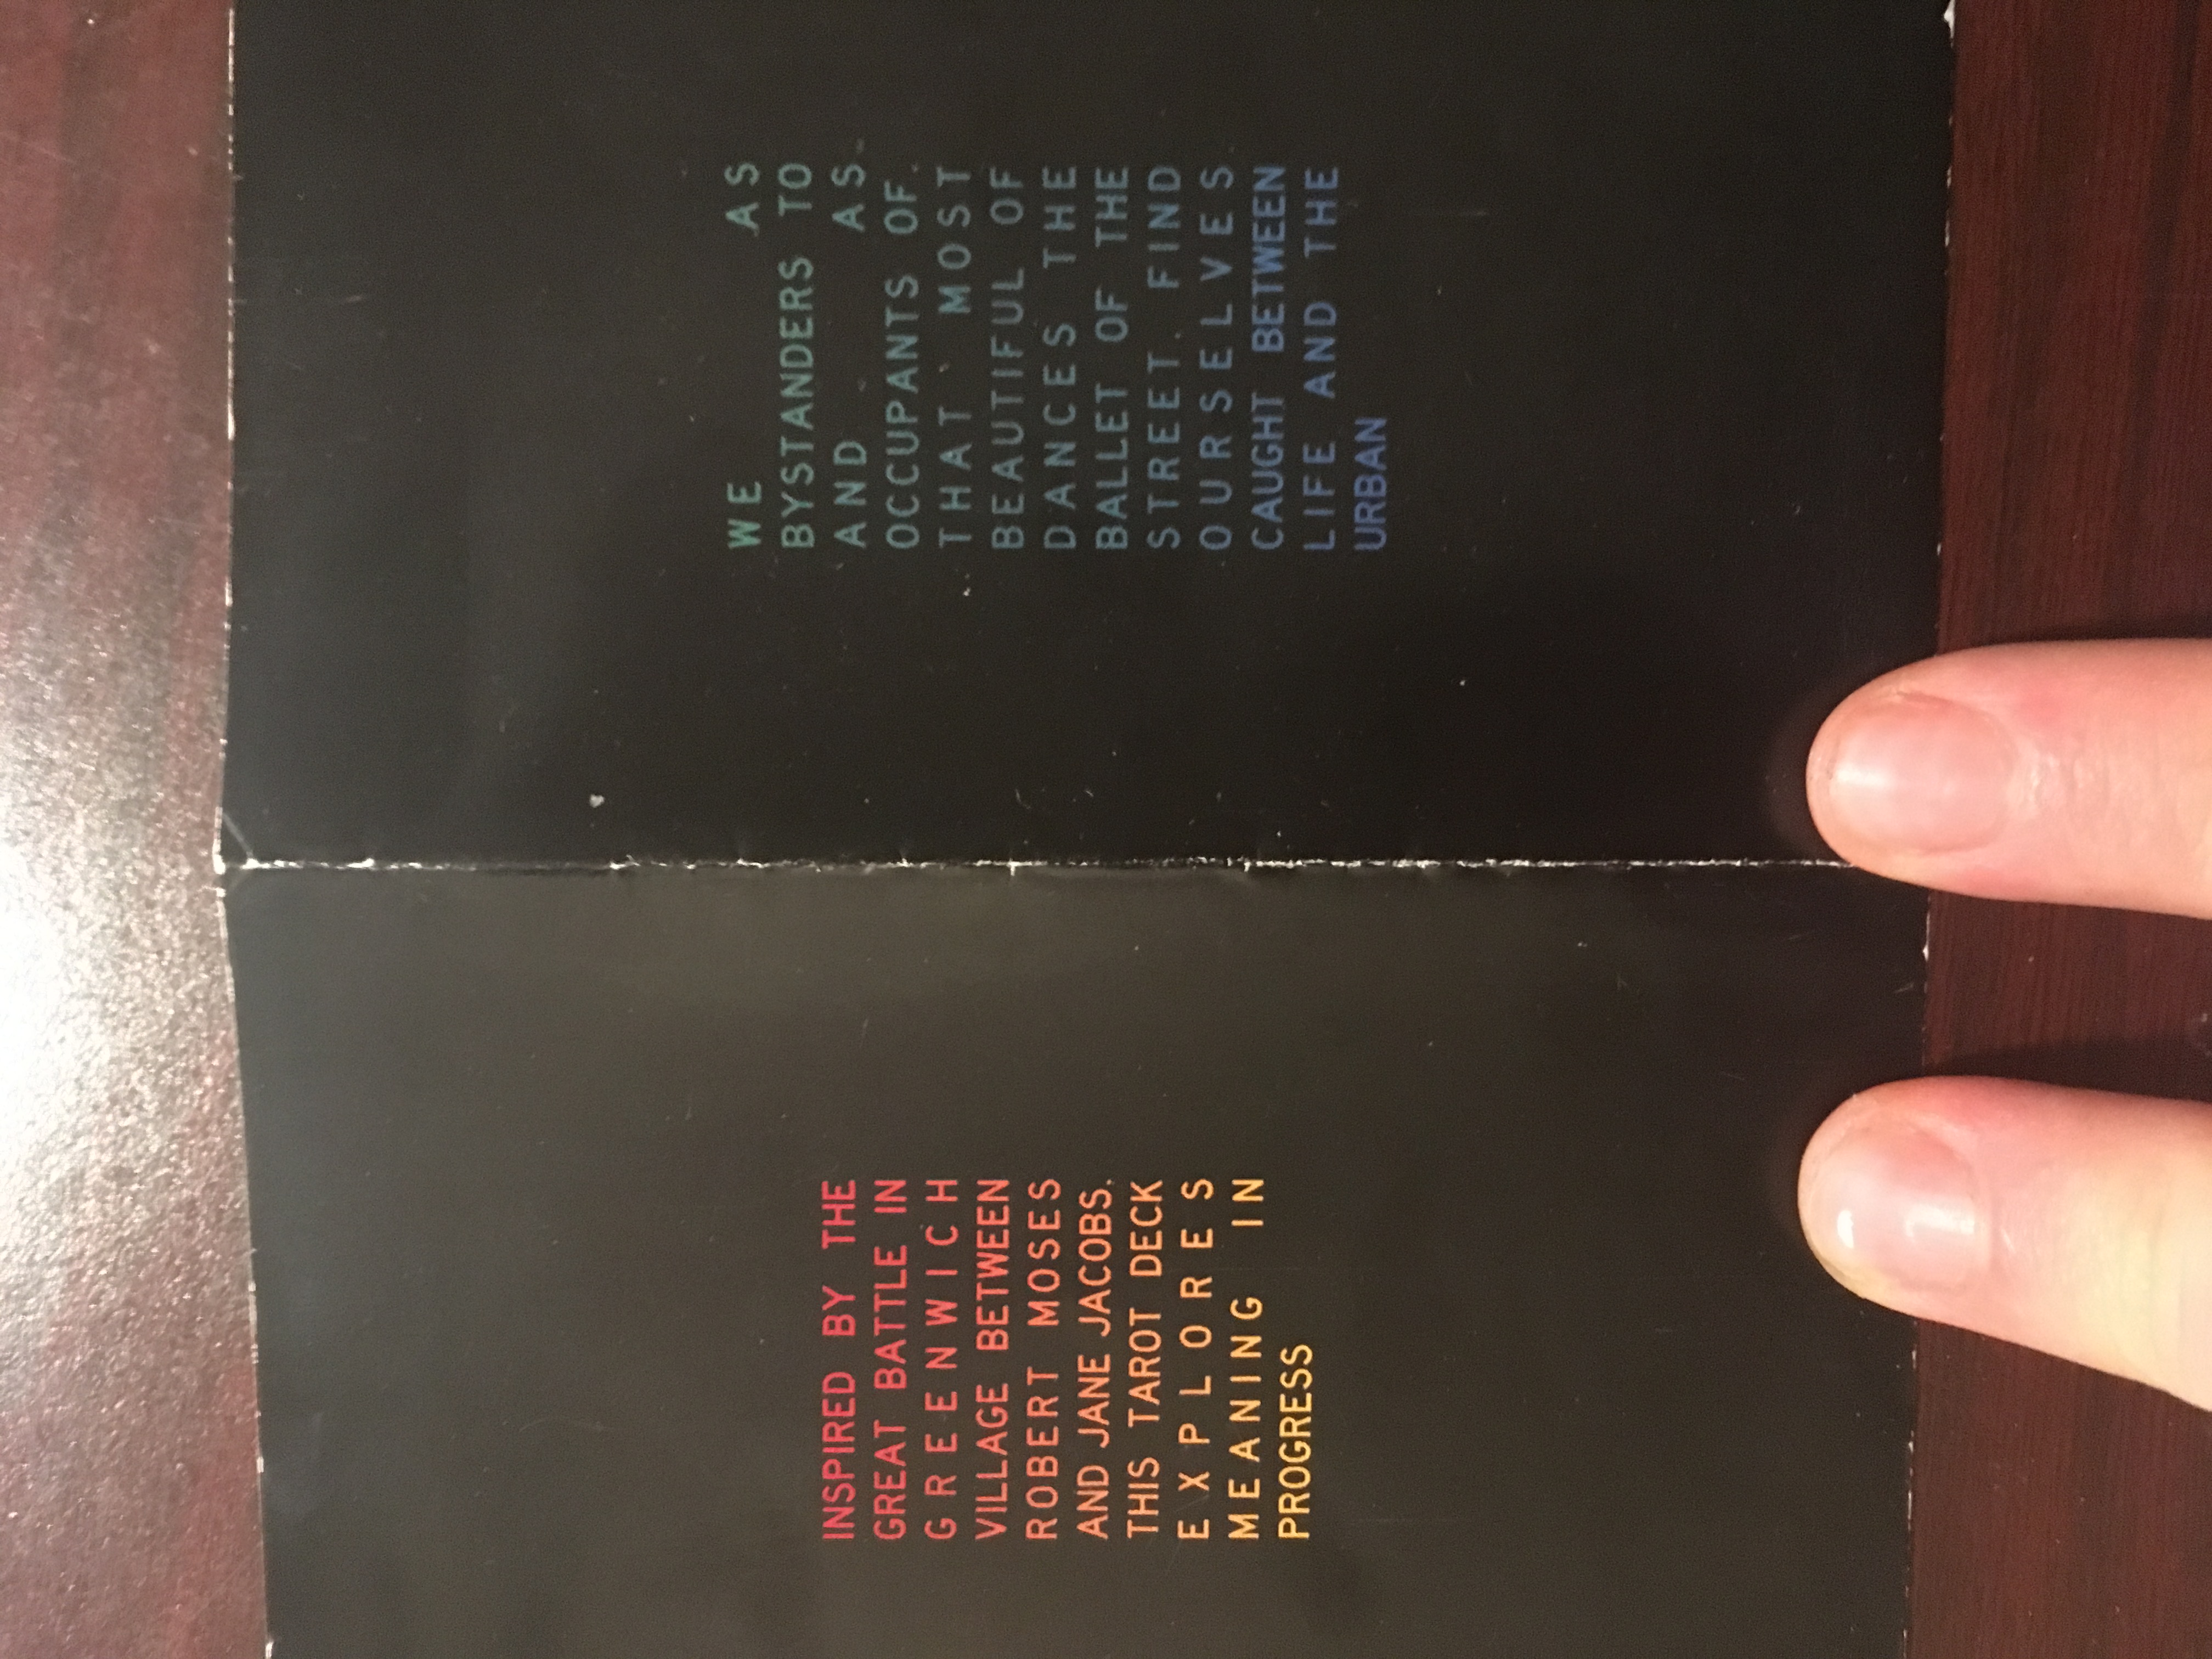 INSPIRED BY THE
GREAT BATTLE IN
GREENWICH
VILLAGE BETWEEN
ROBERT MOSES
AND JANE JACOBS,
THIS TAROT DECK
EXPLORES
MEANING IN
PROGRESS
WE AS
BYSTANDERS TO
AND AS
OCCUPANTS OF
THAT MOST
BEAUTIFUL OF
DANCES THE
BALLET OF THE
STREET, FIND
OURSELVES
CAUGHT BETWEEN
LIFE AND THE
URBAN